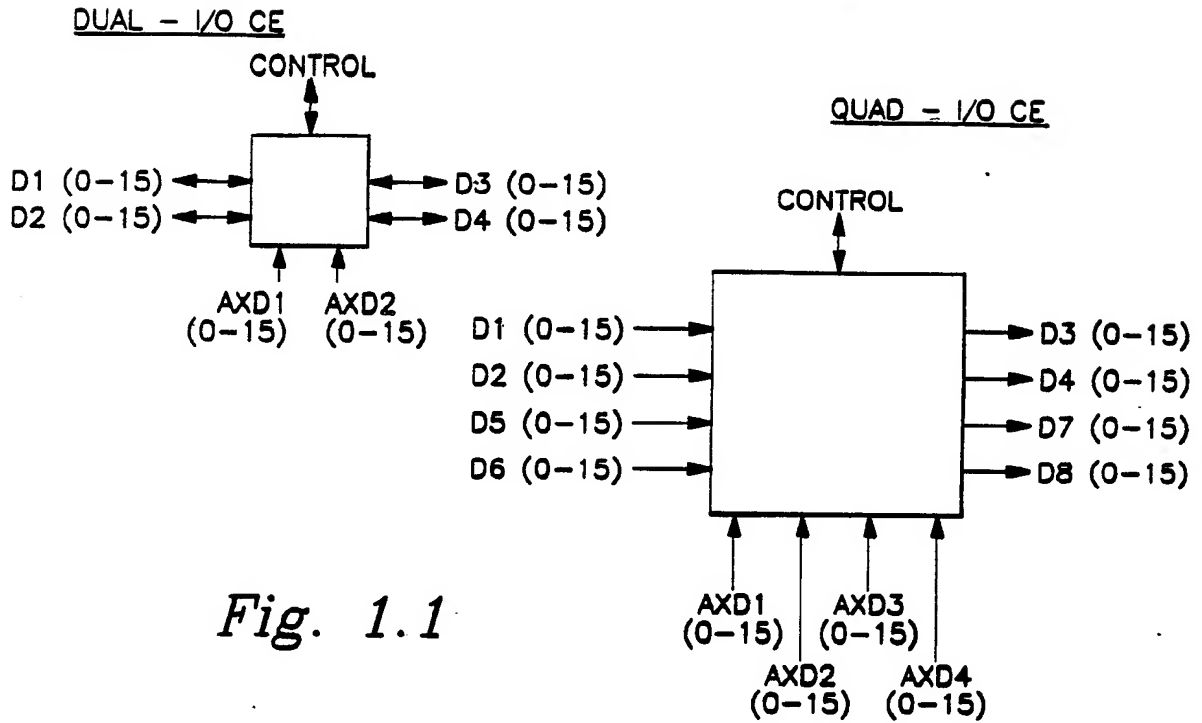 DUAL - I/O CE
CONTROL
D1 (0-15)
D2 (0-15)
D3 (0-15)
D4 (0-15)
AXD1
(0-15)
AXD2
(0-15)
QUAD - I/O CE
CONTROL
D1 (0-15)
D2 (0-15)
D5 (0-15)
D6 (0-15)
D3 (0-15)
D4 (0-15)
D7 (0-15)
D8 (0-15)
AXD1
(0-15)
AXD3
(0-15)
AXD2
(0-15)
AXD4
(0-15)
Fig. 1.1